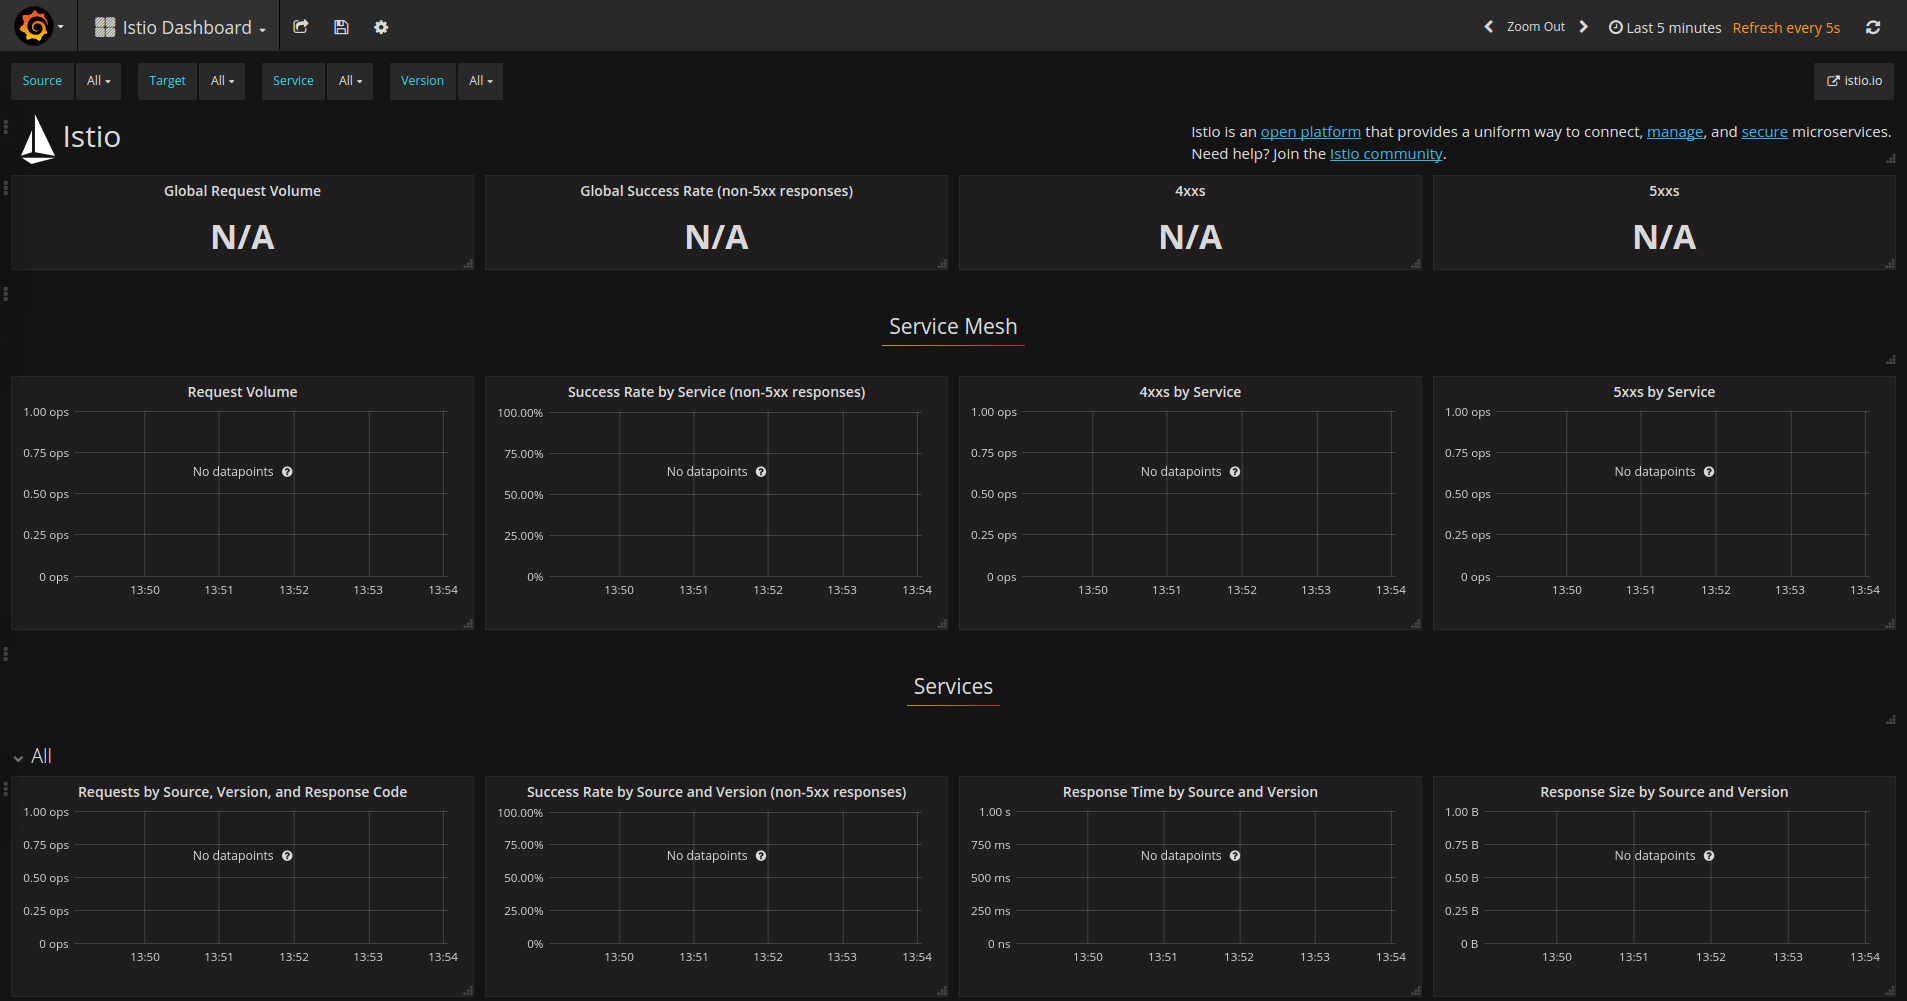 Istio Dashboard
Zoom Out
Last 5 minutes Refresh every 5s
Source All Target All Service All Version All
istio.io
Istio
Istio is an open platform that provides a uniform way to connect, manage, and secure microservices.
Need help? Join the Istio community.
Global Request Volume
N/A
Global Success Rate (non-5xx responses)
N/A
4xxs
N/A
5xxs
N/A
Service Mesh
Request Volume
1.00 ops
0.75 ops
No datapoints
0.50 ops
0.25 ops
0 ops
13:50 13:51 13:52 13:53 13:54
Success Rate by Service (non-5xx responses)
100.00%
75.00%
No datapoints
50.00%
25.00%
0%
13:50 13:51 13:52 13:53 13:54
4xxs by Service
1.00 ops
0.75 ops
No datapoints
0.50 ops
0.25 ops
0 ops
13:50 13:51 13:52 13:53 13:54
5xxs by Service
1.00 ops
0.75 ops
No datapoints
0.50 ops
0.25 ops
0 ops
13:50 13:51 13:52 13:53 13:54
Services
All
Requests by Source, Version, and Response Code
1.00 ops
0.75 ops
No datapoints
0.50 ops
0.25 ops
0 ops
13:50 13:51 13:52 13:53 13:54
Success Rate by Source and Version (non-5xx responses)
100.00%
75.00%
No datapoints
50.00%
25.00%
0%
13:50 13:51 13:52 13:53 13:54
Response Time by Source and Version
1.00 s
750 ms
No datapoints
500 ms
250 ms
0 ns
13:50 13:51 13:52 13:53 13:54
Response Size by Source and Version
1.00 B
0.75 B
No datapoints
0.50 B
0.25 B
0 B
13:50 13:51 13:52 13:53 13:54